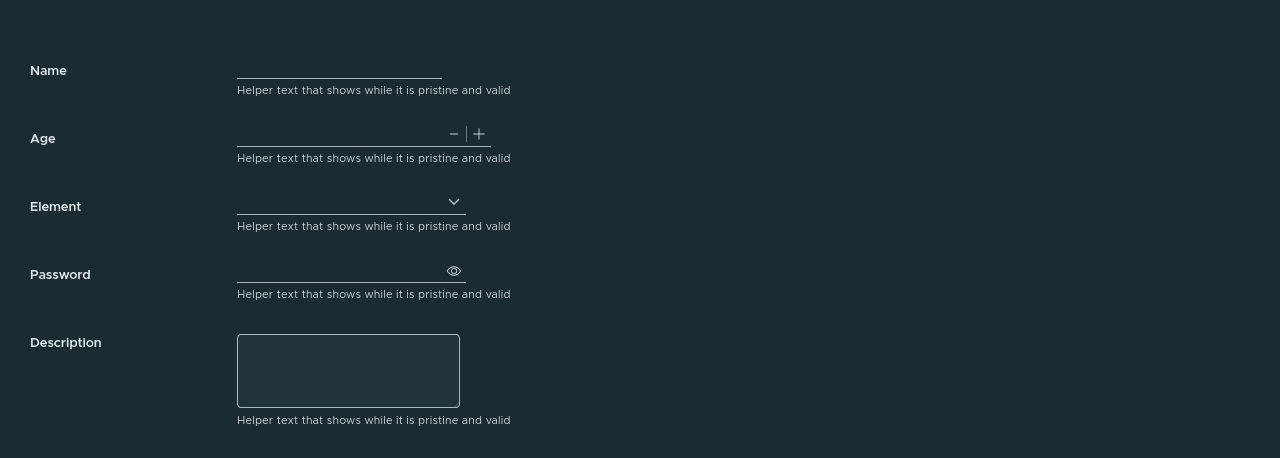 Name
Helper text that shows while it is pristine and valid
Age
Helper text that shows while it is pristine and valid
Element
Helper text that shows while it is pristine and valid
Password
Helper text that shows while it is pristine and valid
Description
Helper text that shows while it is pristine and valid